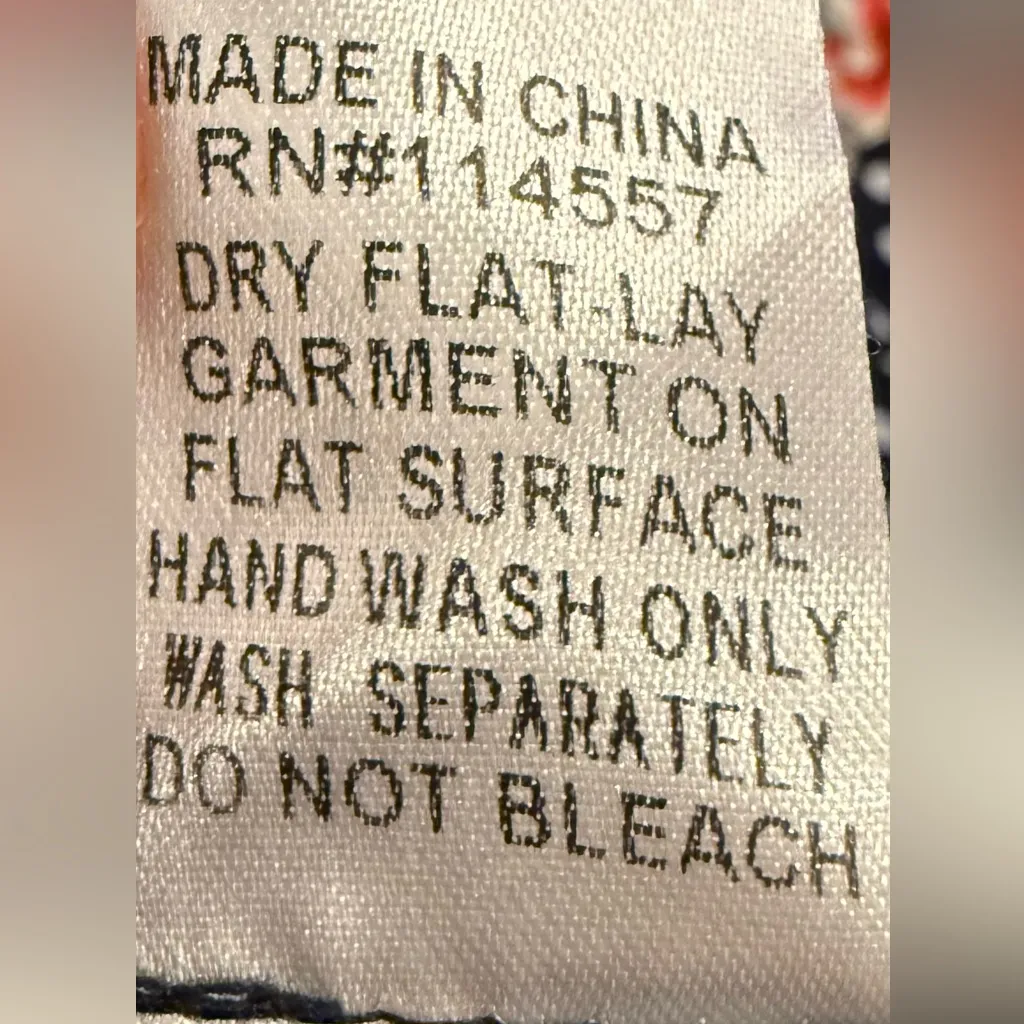 MADE IN CHINA
RN#114557
DRY FLAT-LAY
GARMENT ON
FLAT SURFACE
HAND WASH ONLY
WASH SEPARATELY
DO NOT BLEACH